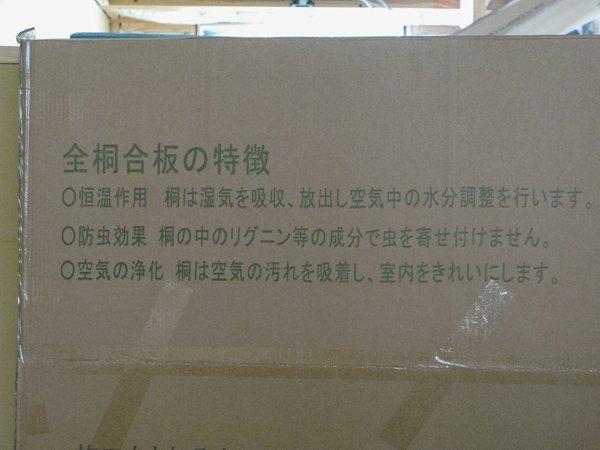 全桐合板の特徴
○恒温作用 桐は湿気を吸収、放出し空気中の水分調整を行います。
○防虫効果 桐の中のリグニン等の成分で虫を寄せ付けません。
○空気の浄化 桐は空気の汚れを吸着し、室内をきれいにします。